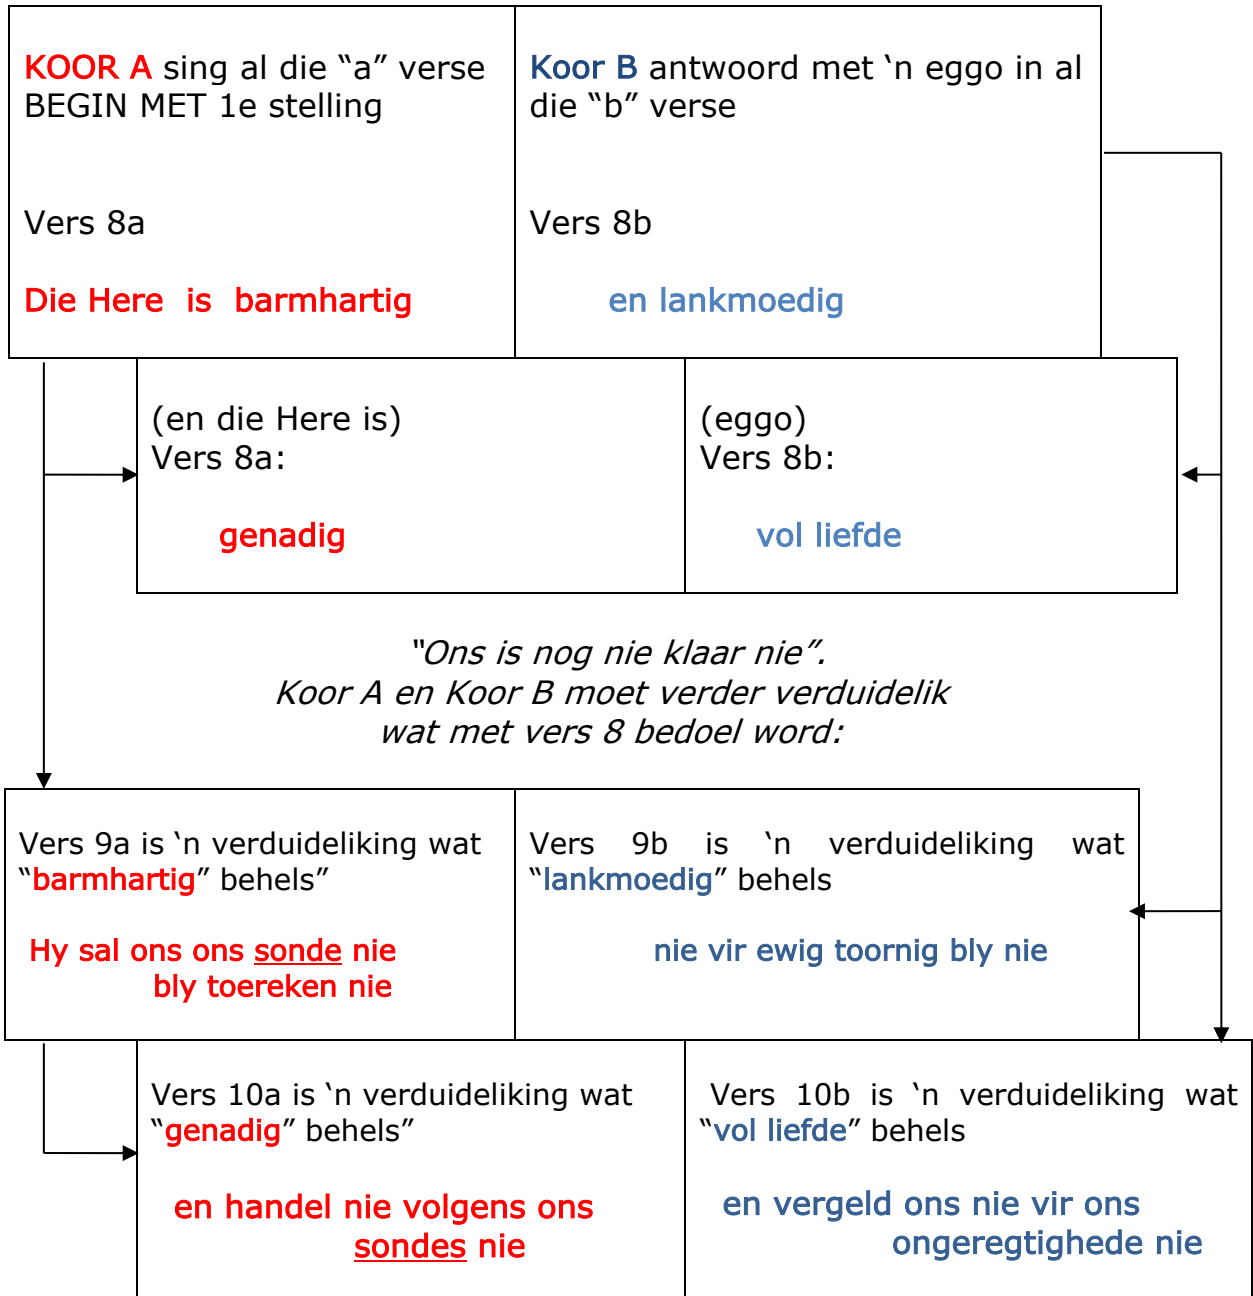 KOOR A sing al die “a” verse
BEGIN MET 1e stelling
Vers 8a
Die Here is barmhartig
Koor B antwoord met ‘n eggo in al
die “b” verse
Vers 8b
en lankmoedig
(en die Here is)
Vers 8a:
genadig
(eggo)
Vers 8b:
vol liefde
“Ons is nog nie klaar nie”.
Koor A en Koor B moet verder verduidelik
wat met vers 8 bedoel word:
Vers 9a is ‘n verduideliking wat
“barmhartig” behels”
Hy sal ons ons sonde nie
bly toereken nie
Vers 9b is ‘n verduideliking wat
“lankmoedig” behels
nie vir ewig toornig bly nie
Vers 10a is ‘n verduideliking wat
“genadig” behels”
en handel nie volgens ons
sondes nie
Vers 10b is ‘n verduideliking wat
“vol liefde” behels
en vergeld ons nie vir ons
ongeregtighede nie